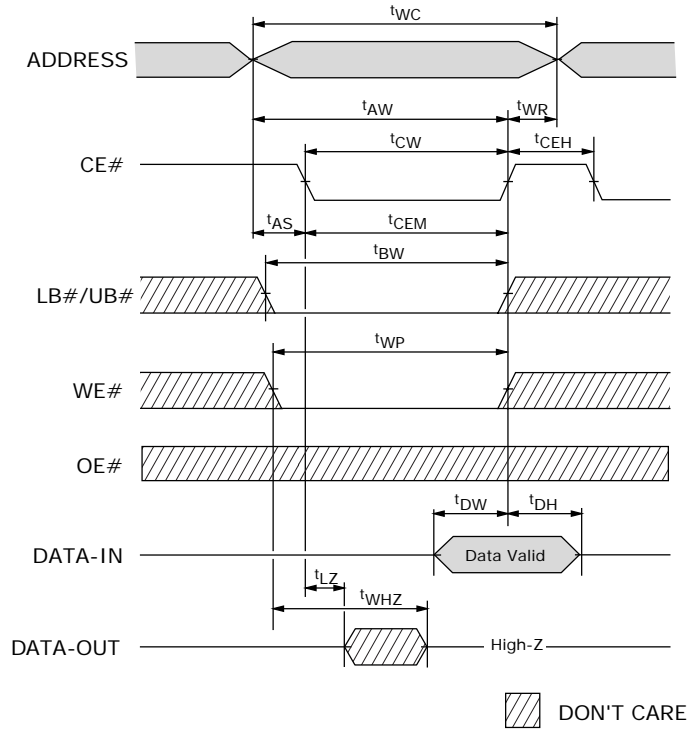 tWC
ADDRESS
tAW
tWR
tCW
tCEH
CE#
tAS
tCEM
tBW
LB#/UB#
tWP
WE#
OE#
tDW
tDH
DATA-IN
Data Valid
tLZ
tWHZ
DATA-OUT
High-Z
DON'T CARE